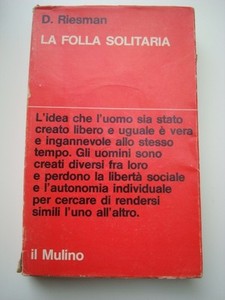 D. Riesman
LA FOLLA SOLITARIA
L'idea che l'uomo sia stato
creato libero e uguale è vera
e ingannevole allo stesso
tempo. Gli uomini sono
creati diversi fra loro
e perdono la libertà sociale
e l'autonomia individuale
per cercare di rendersi
simili l'uno all'altro.
il Mulino